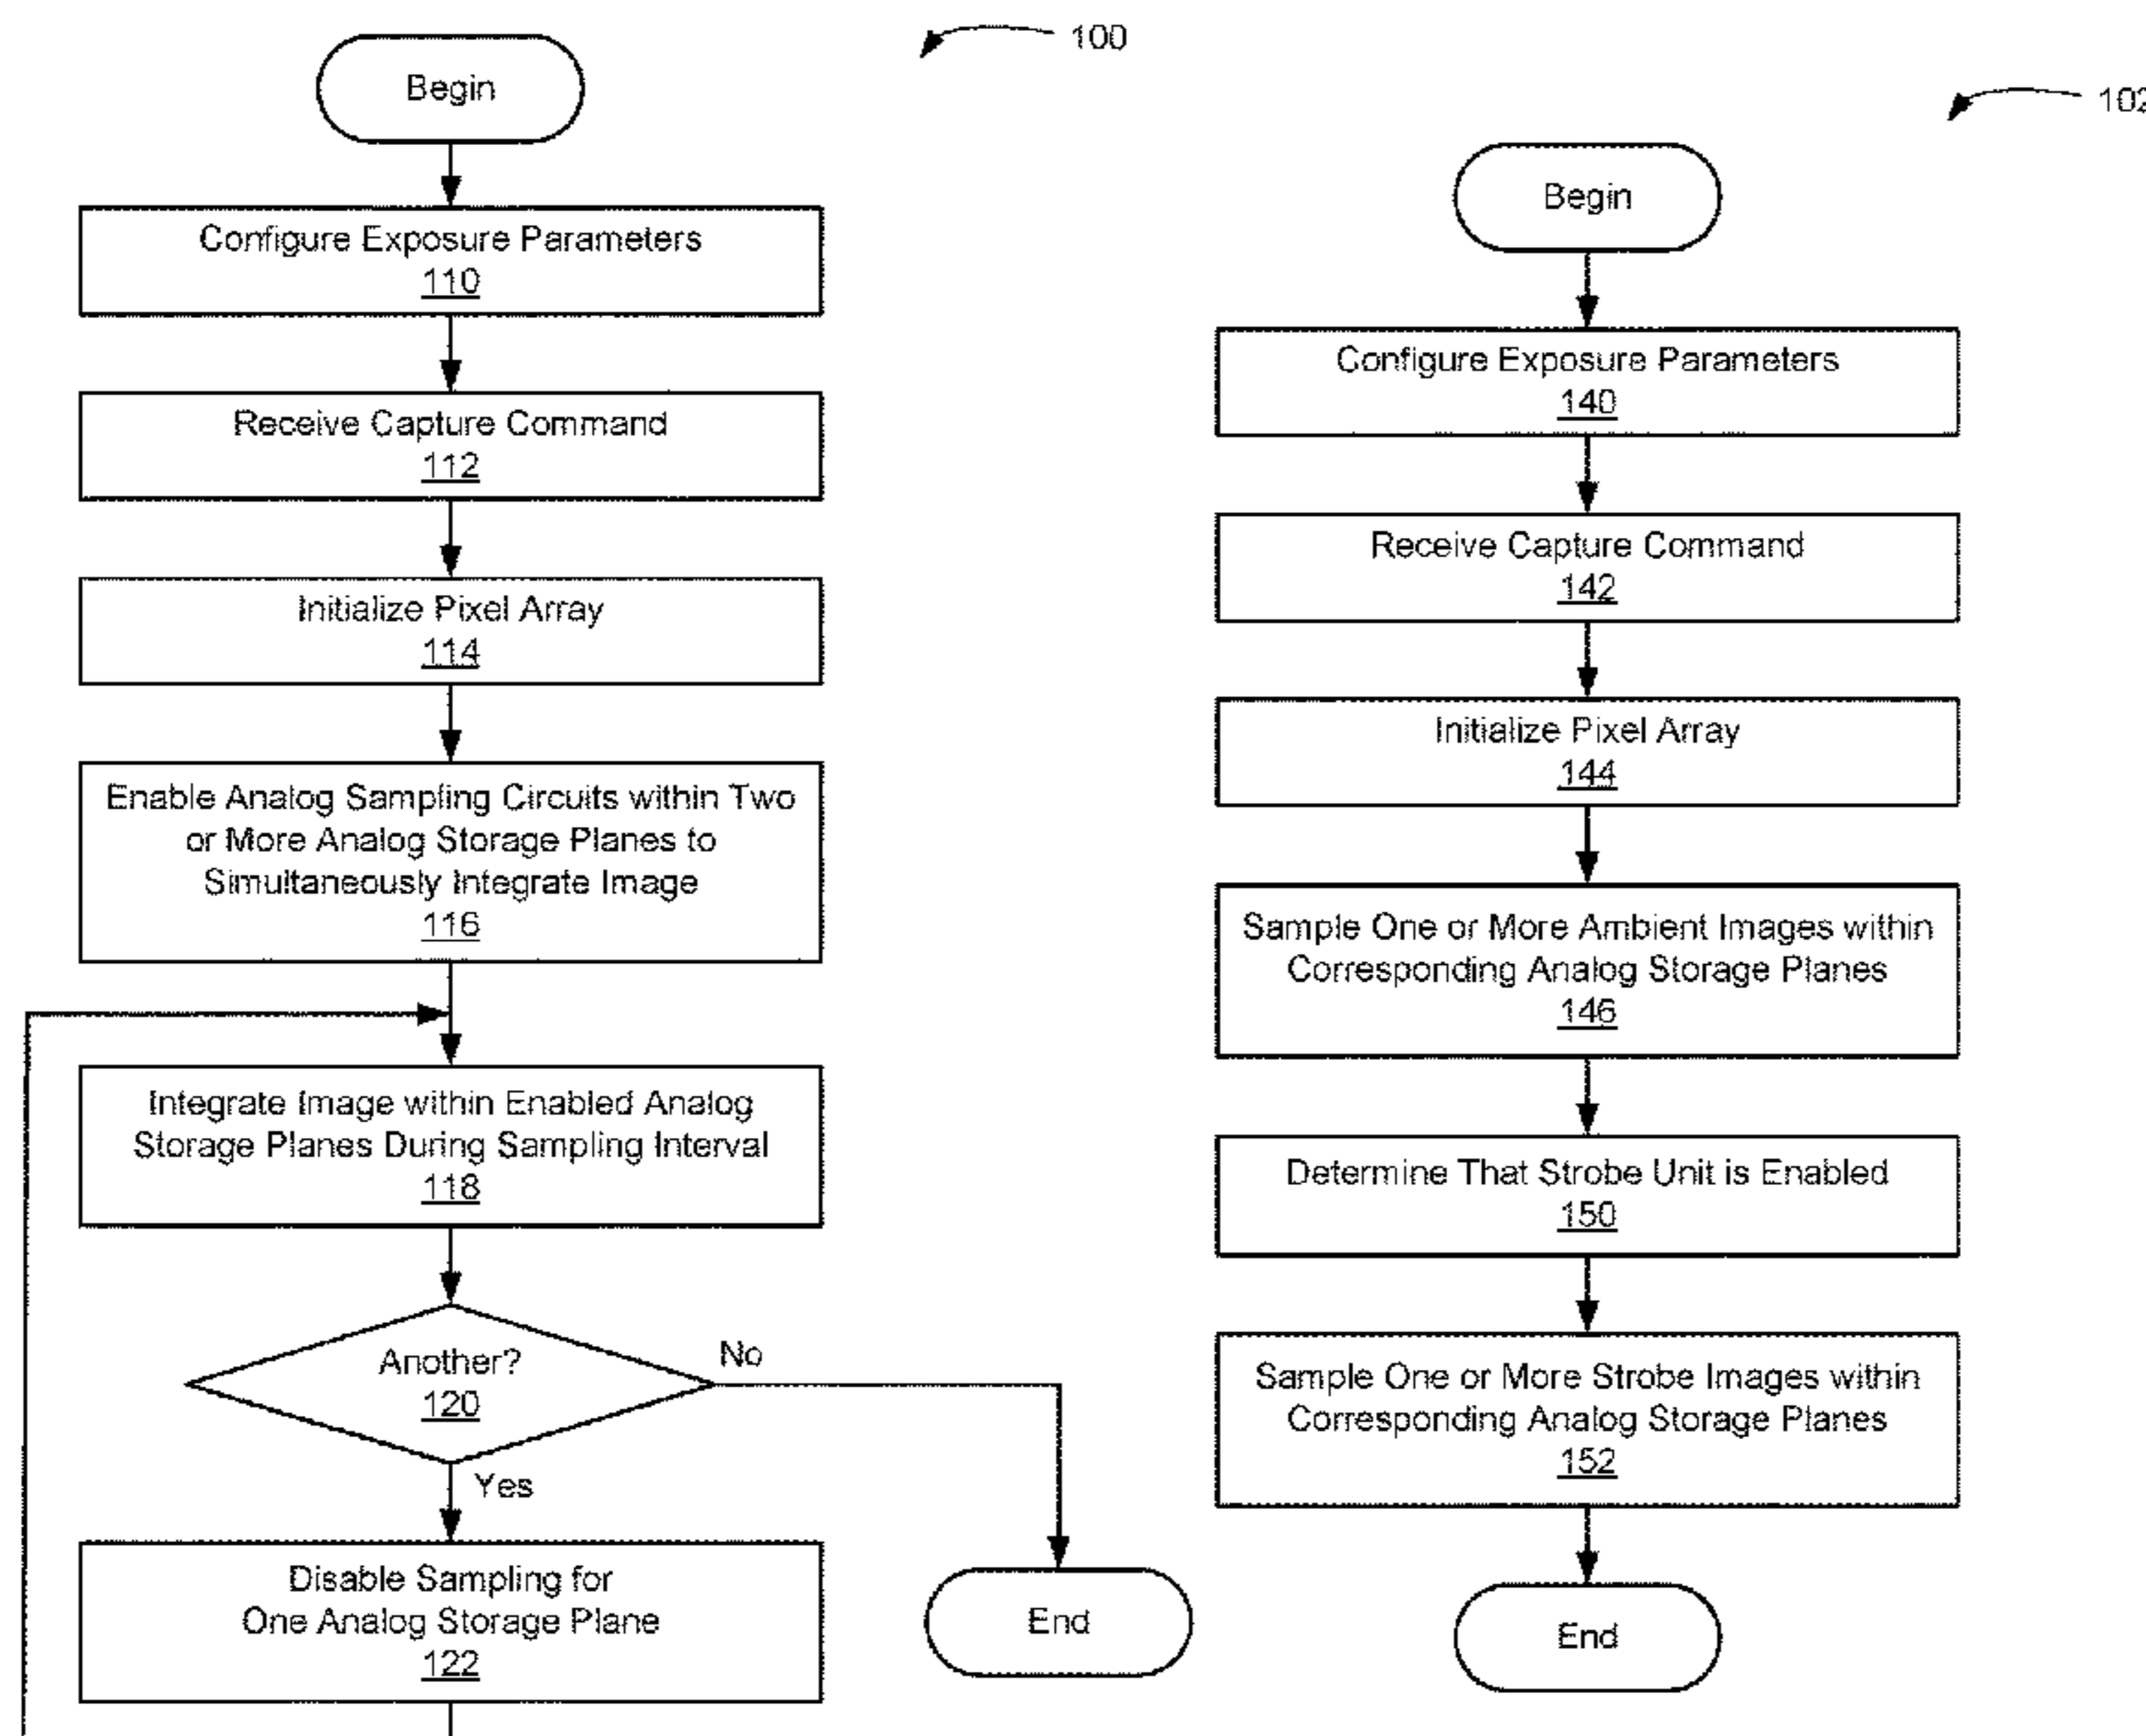 100
Begin
Configure Exposure Parameters
110
Receive Capture Command
112
Initialize Pixel Array
114
Enable Analog Sampling Circuits within Two
or More Analog Storage Planes to
Simultaneously Integrate Image
116
Integrate Image within Enabled Analog
Storage Planes During Sampling Interval
118
Another?
120
No
Yes
Disable Sampling for
One Analog Storage Plane
122
End
102
Begin
Configure Exposure Parameters
140
Receive Capture Command
142
Initialize Pixel Array
144
Sample One or More Ambient Images within
Corresponding Analog Storage Planes
146
Determine That Strobe Unit is Enabled
150
Sample One or More Strobe Images within
Corresponding Analog Storage Planes
152
End